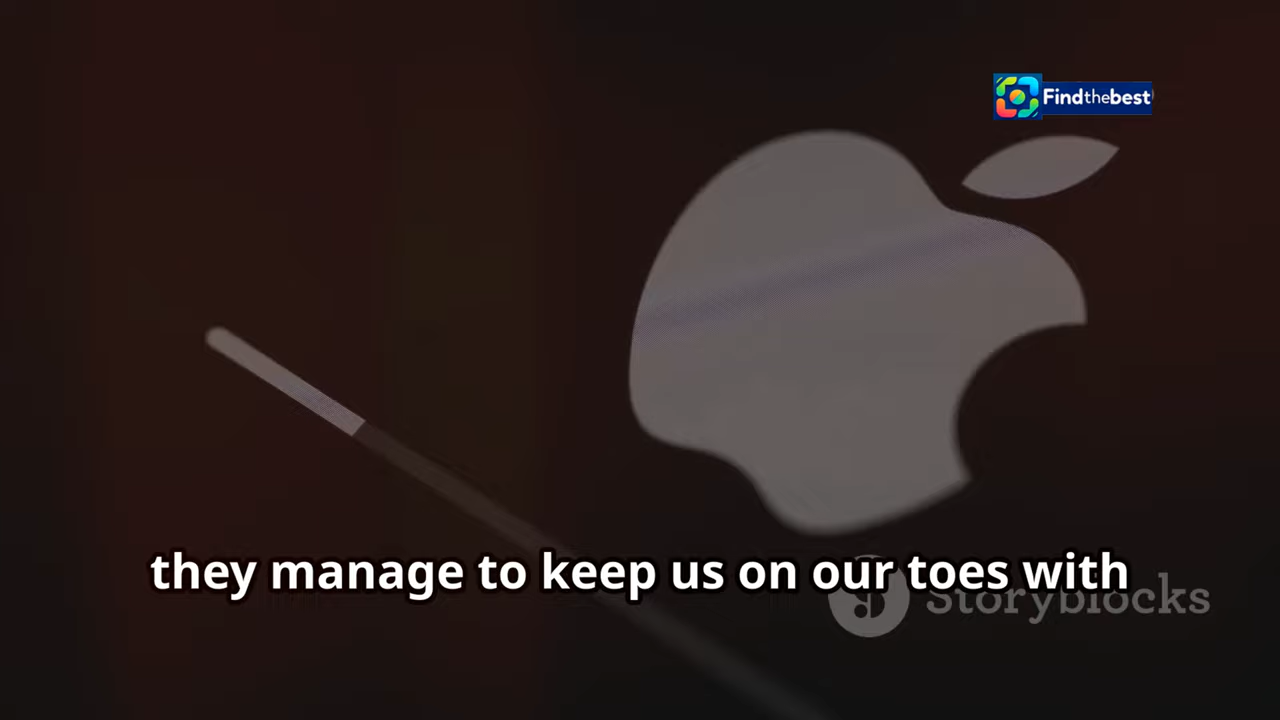 Findthebest
they manage to keep us on our toes with
Storyblocks